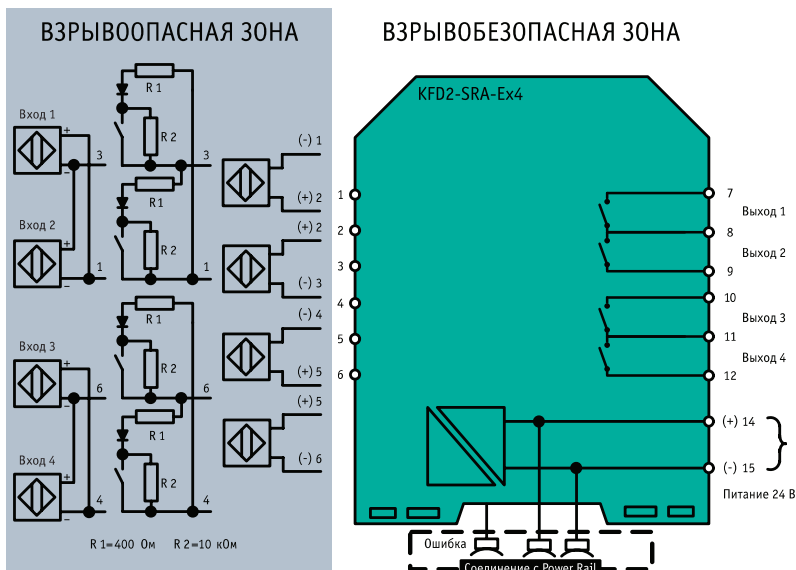 ВЗРЫВООПАСНАЯ ЗОНА
ВЗРЫВОБЕЗОПАСНАЯ ЗОНА
KFD2-SRA-Ex4
Вход 1
+
3
−
Вход 2
+
1
−
Вход 3
+
6
−
Вход 4
+
4
−
R 1
R 2
3
R 1
R 2
1
R 1
R 2
6
R 1
R 2
4
(-) 1
(+) 2
(+) 2
(-) 3
(-) 4
(+) 5
(+) 5
(-) 6
R 1=400 Ом R 2=10 кОм
1
2
3
4
5
6
7
Выход 1
8
Выход 2
9
10
Выход 3
11
Выход 4
12
(+) 14
(-) 15
Питание 24 В
Ошибка
Соединение с Power Rail